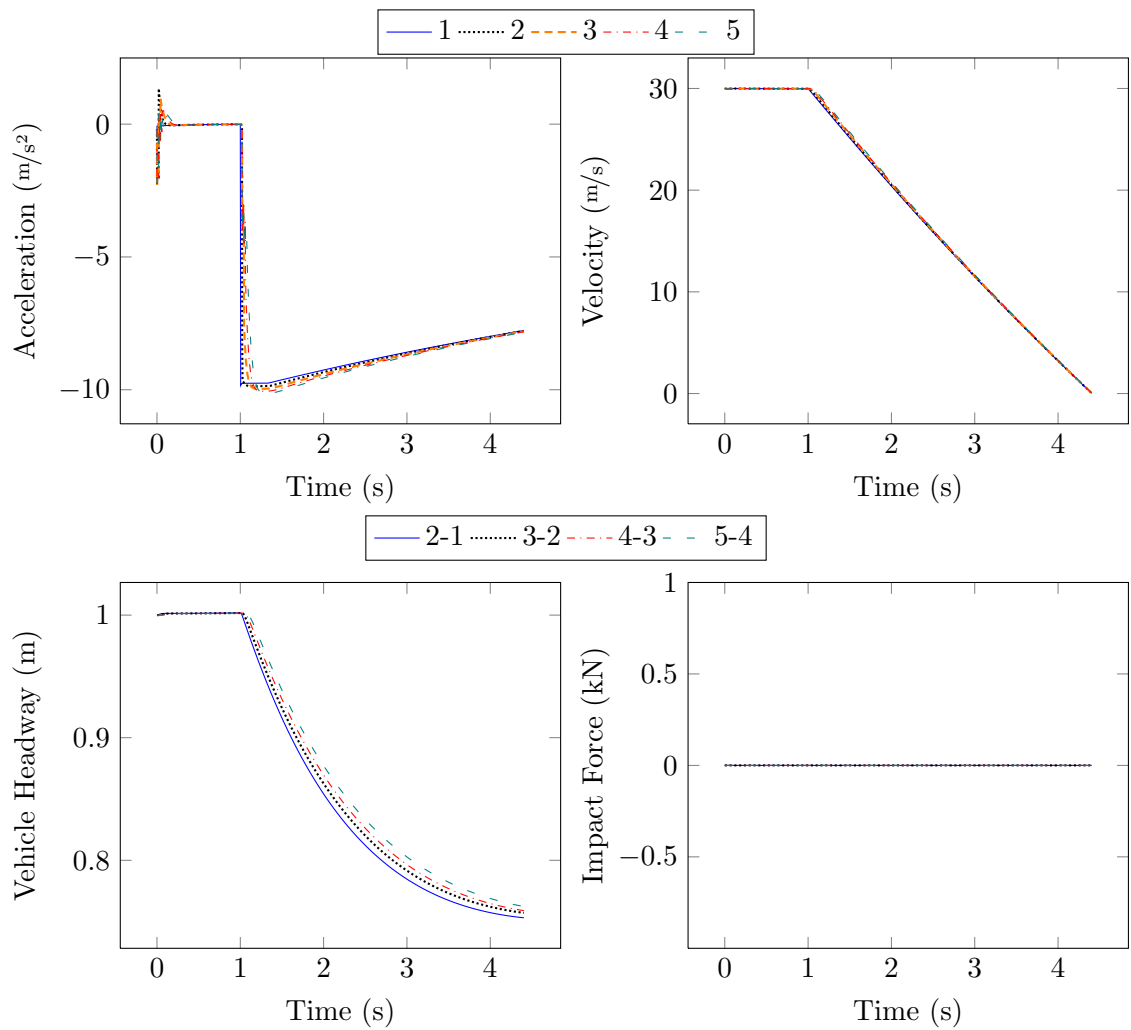 1 2 3 4 5
0
−5
−10
Acceleration (m/s²)
0 1 2 3 4
Time (s)
30
20
10
0
Velocity (m/s)
0 1 2 3 4
Time (s)
2-1 3-2 4-3 5-4
1
0.9
0.8
Vehicle Headway (m)
0 1 2 3 4
Time (s)
1
0.5
0
−0.5
Impact Force (kN)
0 1 2 3 4
Time (s)